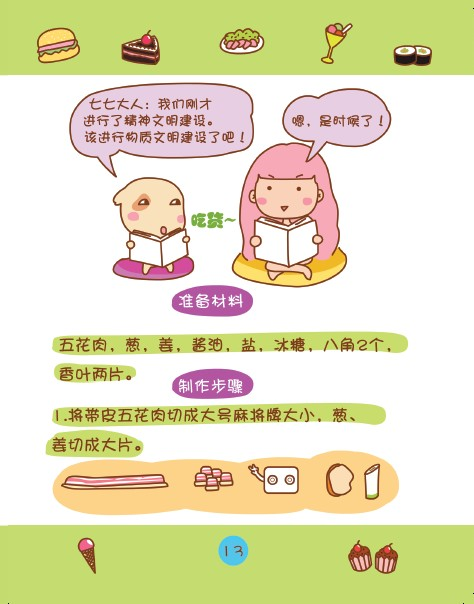 七七大人：我们刚才
进行了精神文明建设。
该进行物质文明建设了吧！
嗯，是时候了！
吃货~
准备材料
五花肉，葱，姜，酱油，盐，冰糖，八角2个，
香叶两片。
制作步骤
1.将带皮五花肉切成大号麻将牌大小，葱、
姜切成大片。
13